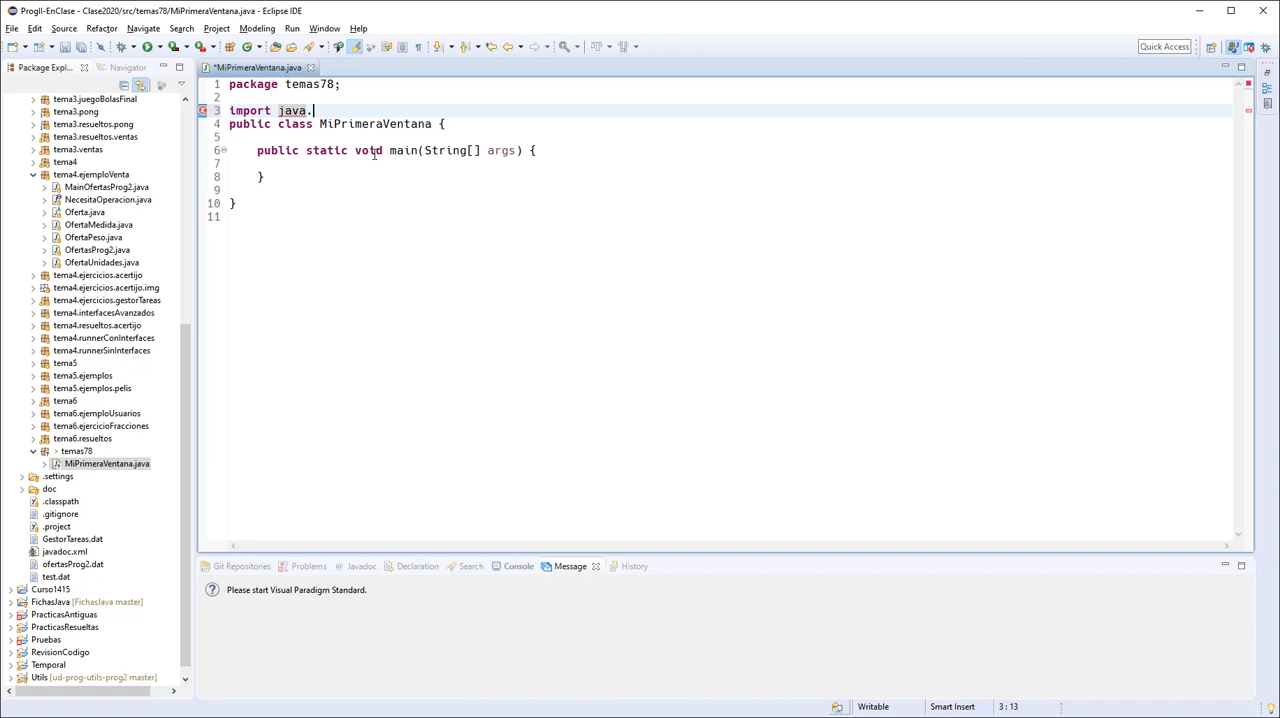 ProgII-EnClase - Clase2020/src/temas78/MiPrimeraVentana.java - Eclipse IDE
File Edit Source Refactor Navigate Search Project Modeling Run Window Help
Quick Access
Package Expl... Navigator
*MiPrimeraVentana.java
tema3.juegoBolasFinal
tema3.pong
tema3.resueltos.pong
tema3.resueltos.ventas
tema3.ventas
tema4
tema4.ejemploVenta
MainOfertasProg2.java
NecesitaOperacion.java
Oferta.java
OfertaMedida.java
OfertaPeso.java
OfertasProg2.java
OfertaUnidades.java
tema4.ejercicios.acertijo
tema4.ejercicios.acertijo.img
tema4.ejercicios.gestorTareas
tema4.interfacesAvanzados
tema4.resueltos.acertijo
tema4.runnerConInterfaces
tema4.runnerSinInterfaces
tema5
tema5.ejemplos
tema5.ejemplos.pelis
tema6
tema6.ejemploUsuarios
tema6.ejercicioFracciones
tema6.resueltos
> temas78
MiPrimeraVentana.java
.settings
doc
.classpath
.gitignore
.project
GestorTareas.dat
javadoc.xml
ofertasProg2.dat
test.dat
Curso1415
FichasJava [FichasJava master]
PracticasAntiguas
PracticasResueltas
Pruebas
RevisionCodigo
Temporal
Utils [ud-prog-utils-prog2 master]
1 package temas78;
2
3 import java.
4 public class MiPrimeraVentana {
5
6 public static void main(String[] args) {
7
8 }
9
10 }
11
Git Repositories Problems Javadoc Declaration Search Console Message History
Please start Visual Paradigm Standard.
Writable Smart Insert 3 : 13